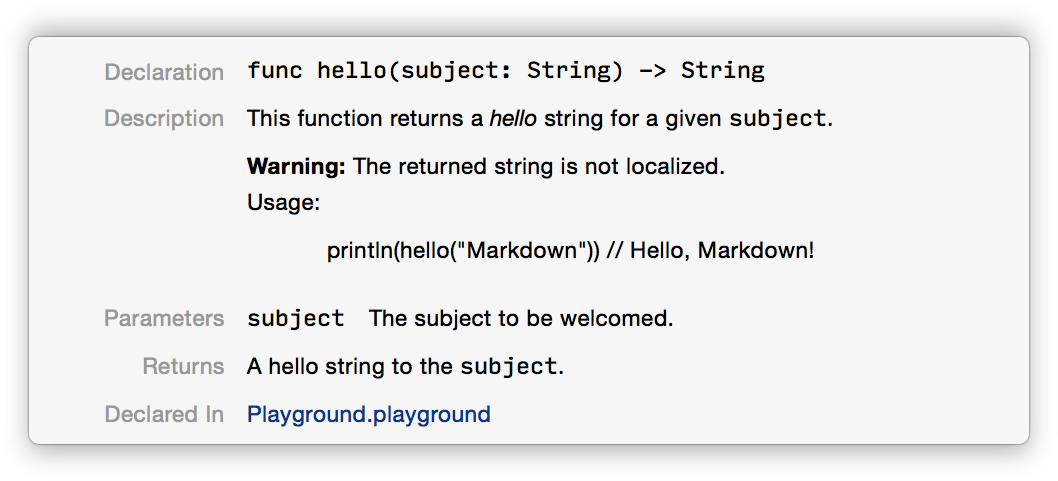 Declaration func hello(subject: String) -> String
Description This function returns a hello string for a given subject.
Warning: The returned string is not localized.
Usage:
println(hello("Markdown")) // Hello, Markdown!
Parameters subject The subject to be welcomed.
Returns A hello string to the subject.
Declared In Playground.playground